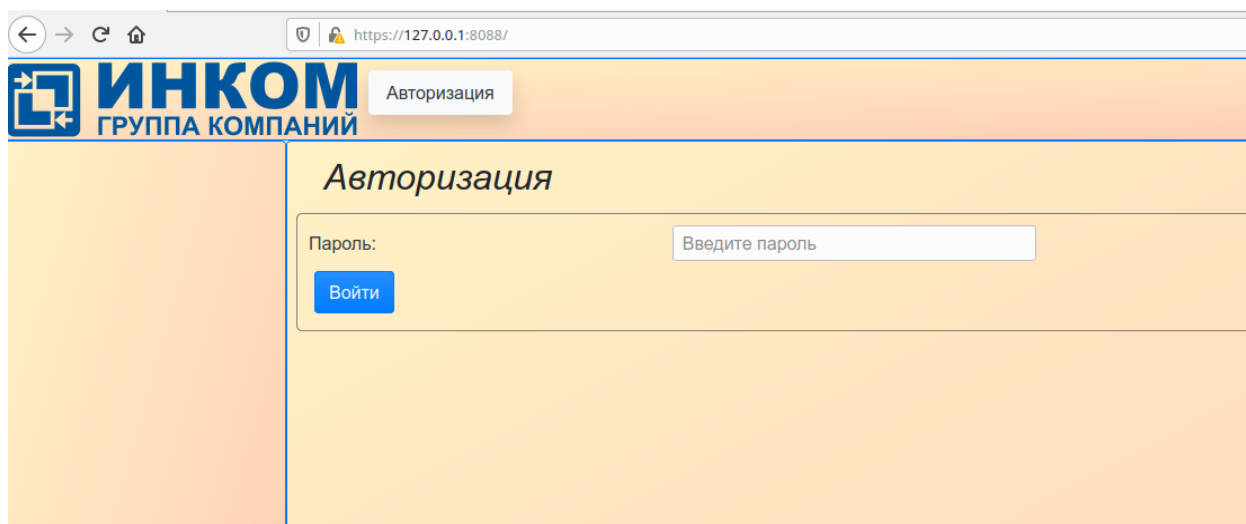 https://127.0.0.1:8088/
ИНКОМ
ГРУППА КОМПАНИЙ
Авторизация
Авторизация
Пароль:
Введите пароль
Войти